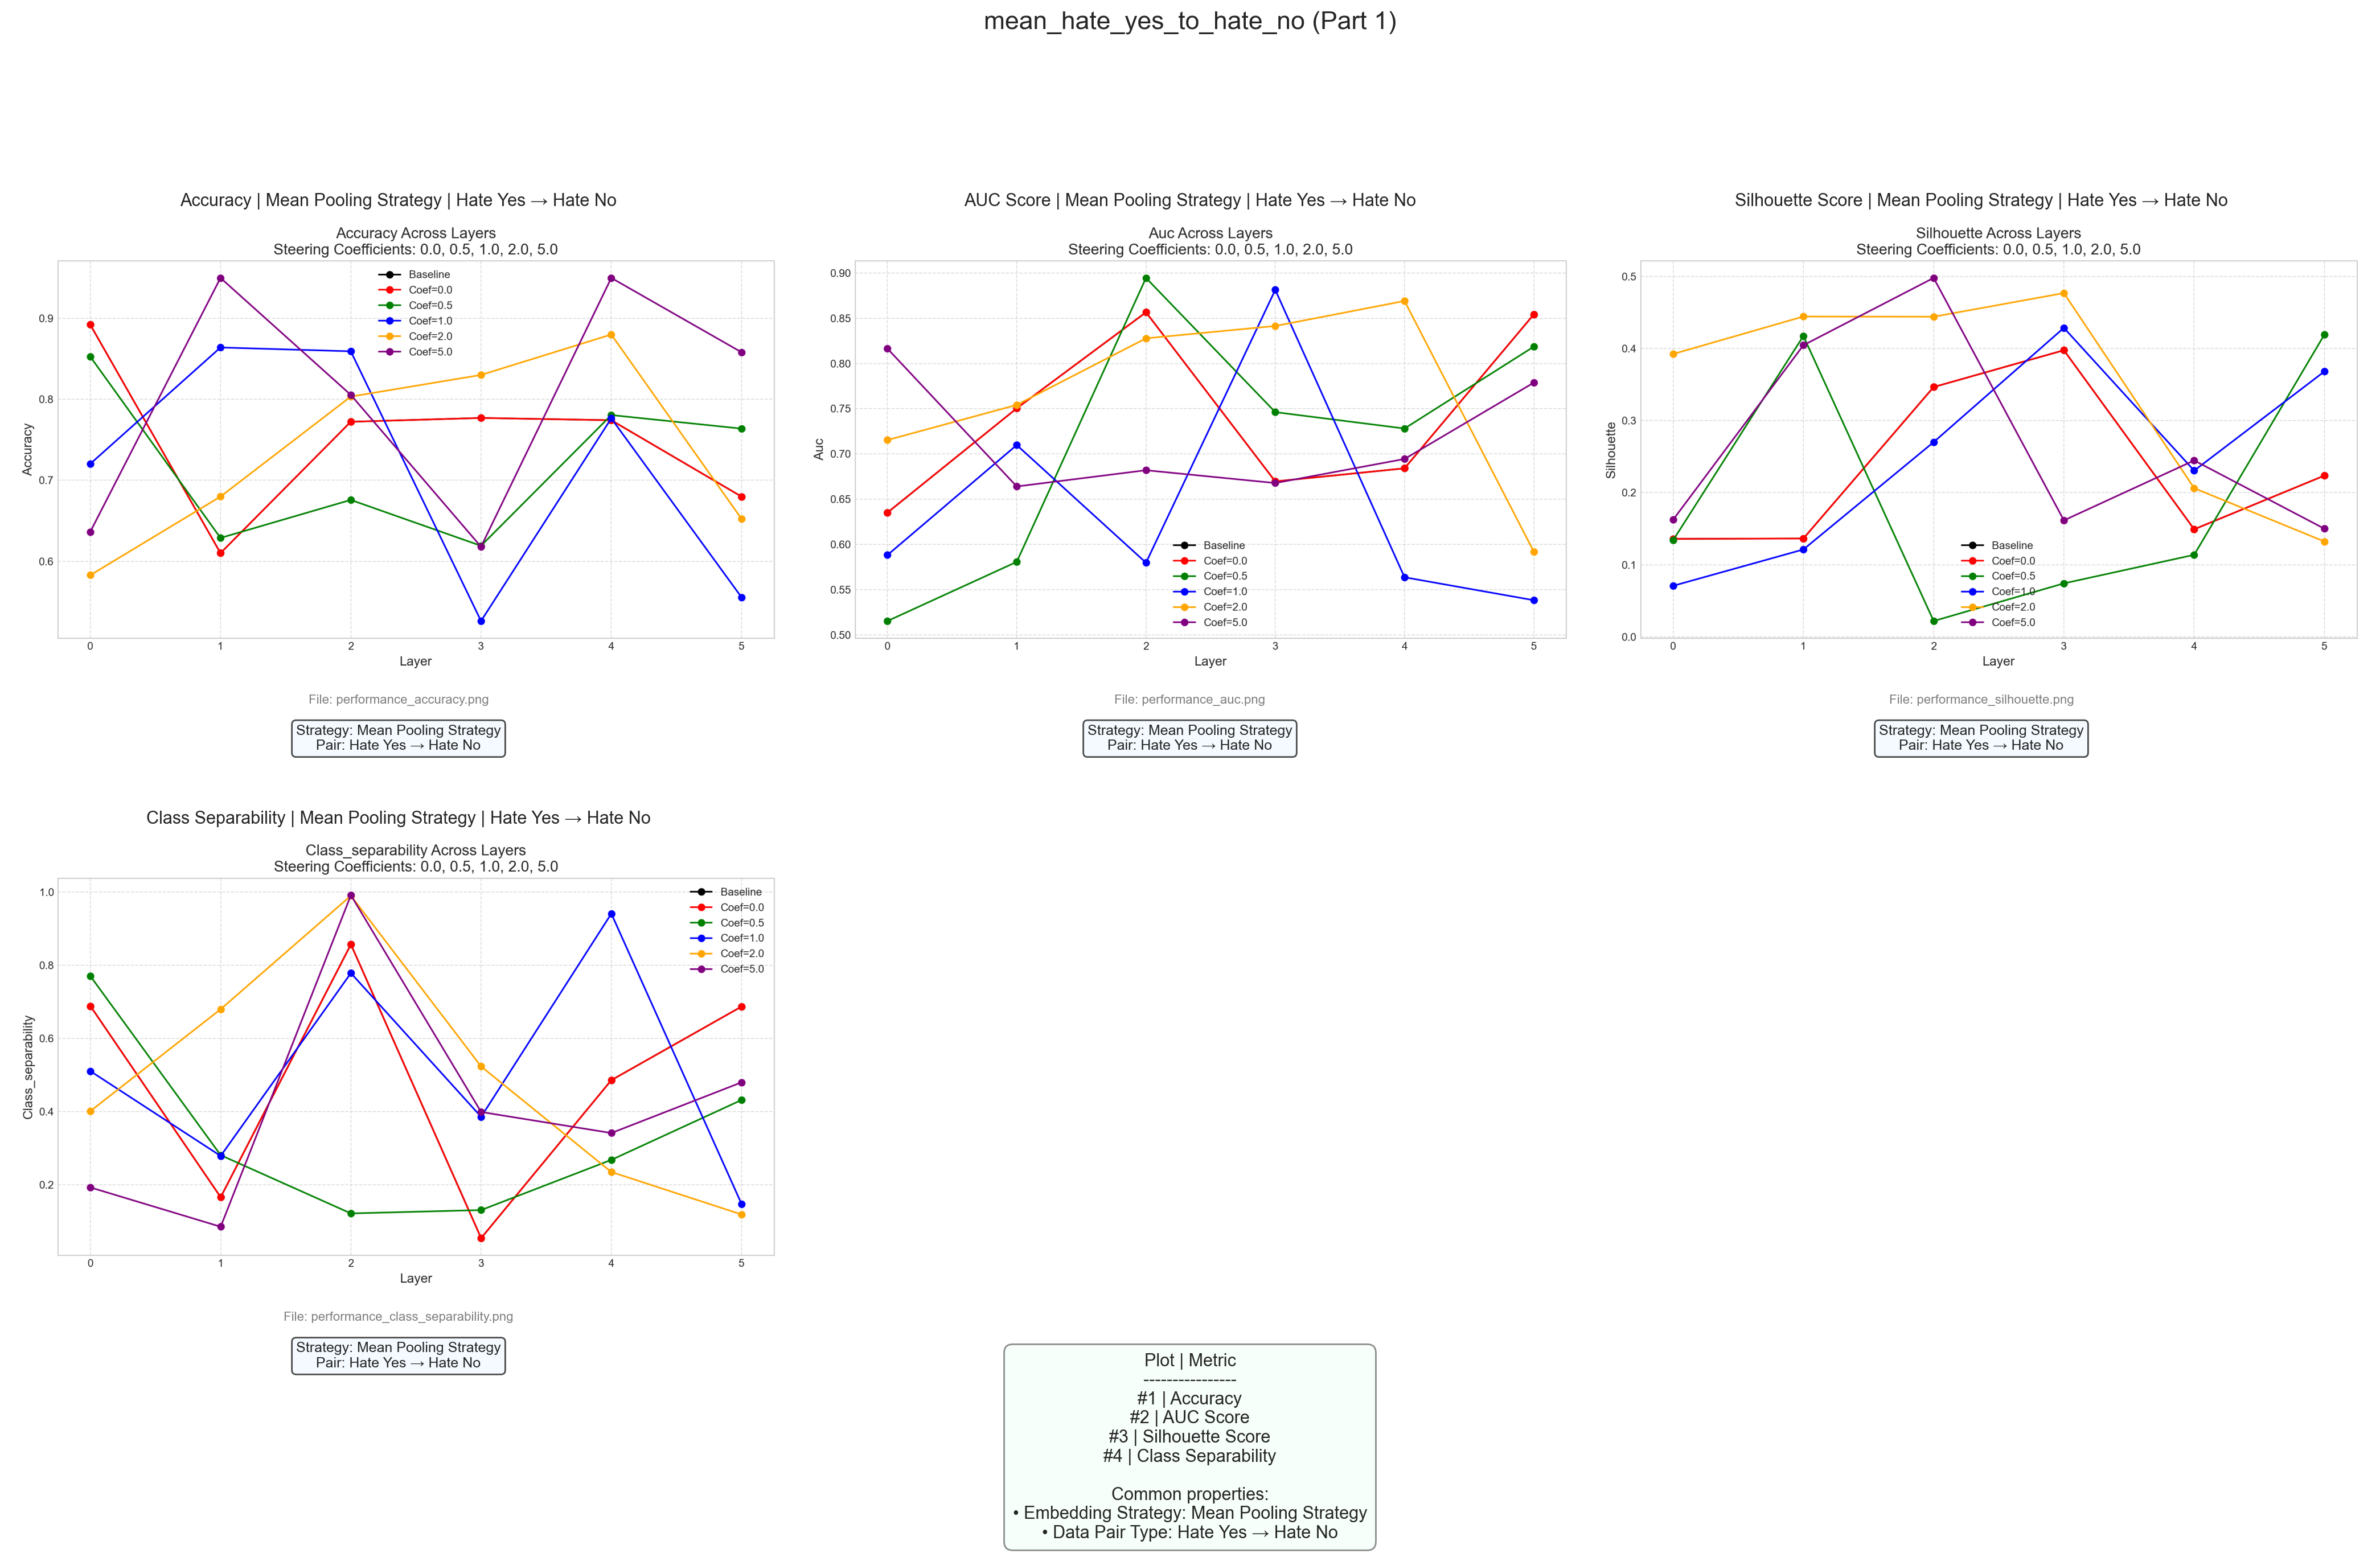 mean_hate_yes_to_hate_no (Part 1)
Accuracy | Mean Pooling Strategy | Hate Yes → Hate No
Accuracy Across Layers
Steering Coefficients: 0.0, 0.5, 1.0, 2.0, 5.0
Baseline
Coef=0.0
Coef=0.5
Coef=1.0
Coef=2.0
Coef=5.0
Accuracy
0.9
0.8
0.7
0.6
0 1 2 3 4 5
Layer
File: performance_accuracy.png
Strategy: Mean Pooling Strategy
Pair: Hate Yes → Hate No
AUC Score | Mean Pooling Strategy | Hate Yes → Hate No
Auc Across Layers
Steering Coefficients: 0.0, 0.5, 1.0, 2.0, 5.0
Auc
0.90
0.85
0.80
0.75
0.70
0.65
0.60
0.55
0.50
Baseline
Coef=0.0
Coef=0.5
Coef=1.0
Coef=2.0
Coef=5.0
0 1 2 3 4 5
Layer
File: performance_auc.png
Strategy: Mean Pooling Strategy
Pair: Hate Yes → Hate No
Silhouette Score | Mean Pooling Strategy | Hate Yes → Hate No
Silhouette Across Layers
Steering Coefficients: 0.0, 0.5, 1.0, 2.0, 5.0
Silhouette
0.5
0.4
0.3
0.2
0.1
0.0
Baseline
Coef=0.0
Coef=0.5
Coef=1.0
Coef=2.0
Coef=5.0
0 1 2 3 4 5
Layer
File: performance_silhouette.png
Strategy: Mean Pooling Strategy
Pair: Hate Yes → Hate No
Class Separability | Mean Pooling Strategy | Hate Yes → Hate No
Class_separability Across Layers
Steering Coefficients: 0.0, 0.5, 1.0, 2.0, 5.0
Baseline
Coef=0.0
Coef=0.5
Coef=1.0
Coef=2.0
Coef=5.0
Class_separability
1.0
0.8
0.6
0.4
0.2
0 1 2 3 4 5
Layer
File: performance_class_separability.png
Strategy: Mean Pooling Strategy
Pair: Hate Yes → Hate No
Plot | Metric
----------------
#1 | Accuracy
#2 | AUC Score
#3 | Silhouette Score
#4 | Class Separability
Common properties:
• Embedding Strategy: Mean Pooling Strategy
• Data Pair Type: Hate Yes → Hate No